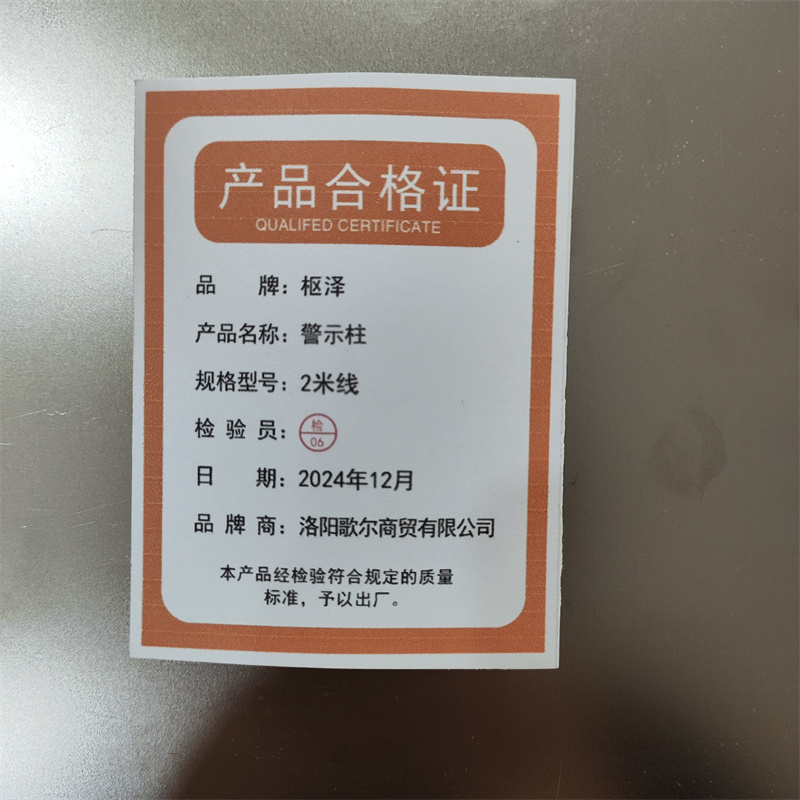 产品合格证
QUALIFED CERTIFICATE
品 牌：枢泽
产品名称：警示柱
规格型号：2米线
检 验 员：检 06
日 期：2024年12月
品 牌 商：洛阳歌尔商贸有限公司
本产品经检验符合规定的质量
标准，予以出厂。